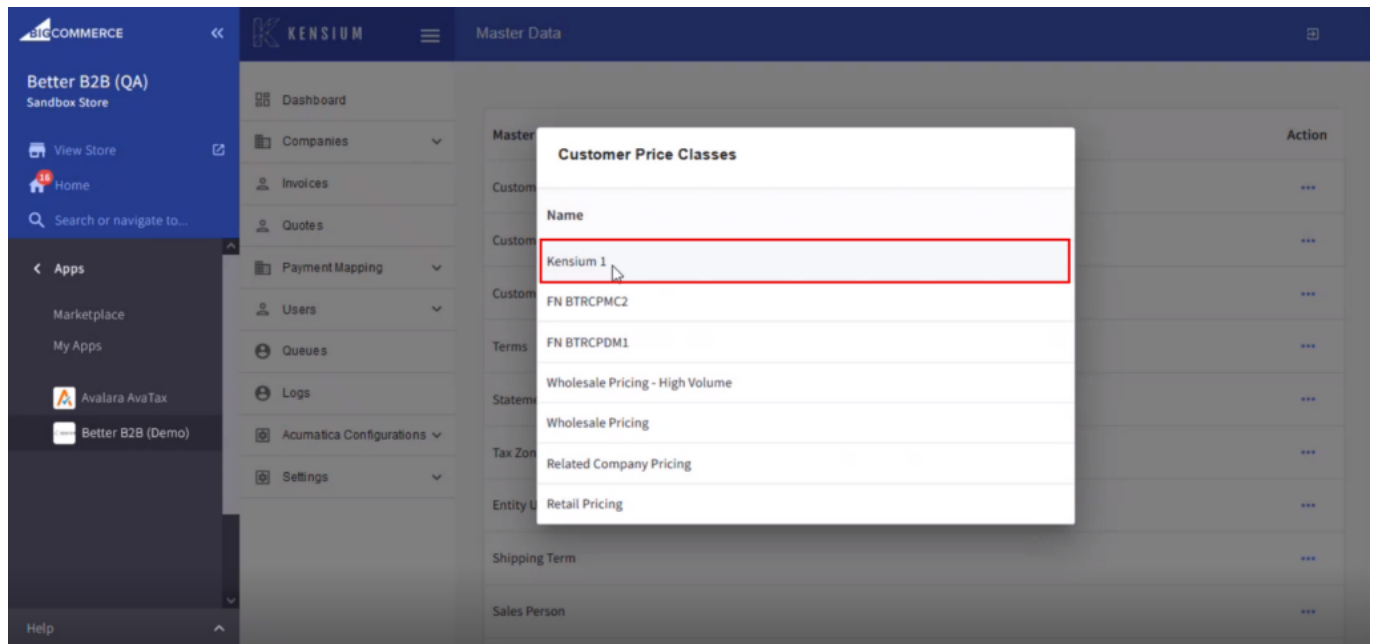 BIGCOMMERCE
Better B2B (QA)
Sandbox Store
View Store
16
Home
Search or navigate to...
Apps
Marketplace
My Apps
Avalara AvaTax
Better B2B (Demo)
Help
KENSIUM
Dashboard
Companies
Invoices
Quotes
Payment Mapping
Users
Queues
Logs
Acumatica Configurations
Settings
Master Data
Master
Action
Custom
Custom
Custom
Terms
Stateme
Tax Zon
Entity U
Shipping Term
Sales Person
Customer Price Classes
Name
Kensium 1
FN BTRCPMC2
FN BTRCPDM1
Wholesale Pricing - High Volume
Wholesale Pricing
Related Company Pricing
Retail Pricing